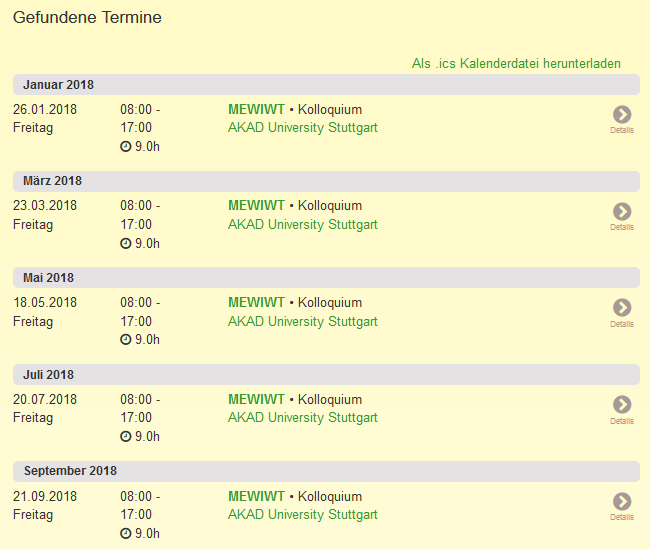 Gefundene Termine
Als .ics Kalenderdatei herunterladen
Januar 2018
26.01.2018 08:00 - MEWIWT • Kolloquium
Freitag 17:00 AKAD University Stuttgart
9.0h
Details
März 2018
23.03.2018 08:00 - MEWIWT • Kolloquium
Freitag 17:00 AKAD University Stuttgart
9.0h
Details
Mai 2018
18.05.2018 08:00 - MEWIWT • Kolloquium
Freitag 17:00 AKAD University Stuttgart
9.0h
Details
Juli 2018
20.07.2018 08:00 - MEWIWT • Kolloquium
Freitag 17:00 AKAD University Stuttgart
9.0h
Details
September 2018
21.09.2018 08:00 - MEWIWT • Kolloquium
Freitag 17:00 AKAD University Stuttgart
9.0h
Details